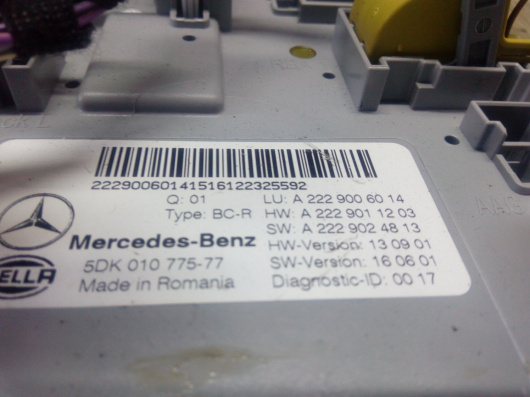 22290060141516122325592
Q: 01
LU: A 222 900 60 14
Type: BC-R
HW: A 222 901 12 03
SW: A 222 902 48 13
Mercedes-Benz
HW-Version: 13 09 01
5DK 010 775-77
SW-Version: 16 06 01
HELLA
Made in Romania
Diagnostic-ID: 00 17